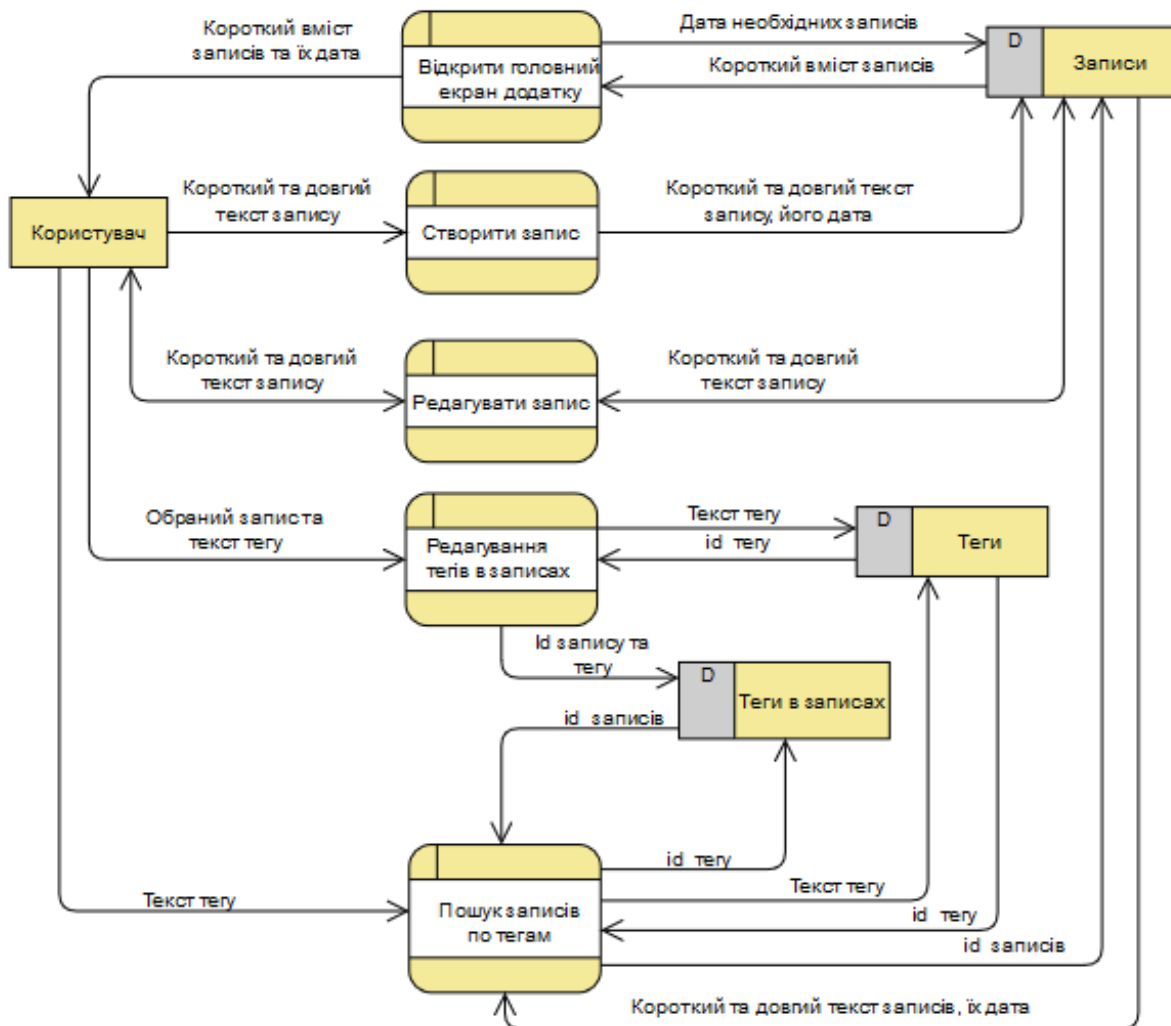 Короткий вміст
записів та їх дата
Відкрити головний
екран додатку
Дата необхідних записів
Короткий вміст записів
D
Записи
Користувач
Короткий та довгий
текст запису
Створити запис
Короткий та довгий текст
запису, його дата
Короткий та довгий
текст запису
Редагувати запис
Короткий та довгий
текст запису
Обраний запис та
текст тегу
Редагування
тегів в записах
Текст тегу
id тегу
D
Теги
Id запису та
тегу
D
Теги в записах
id записів
Текст тегу
Пошук записів
по тегам
id тегу
Текст тегу
id тегу
id записів
Короткий та довгий текст записів, їх дата